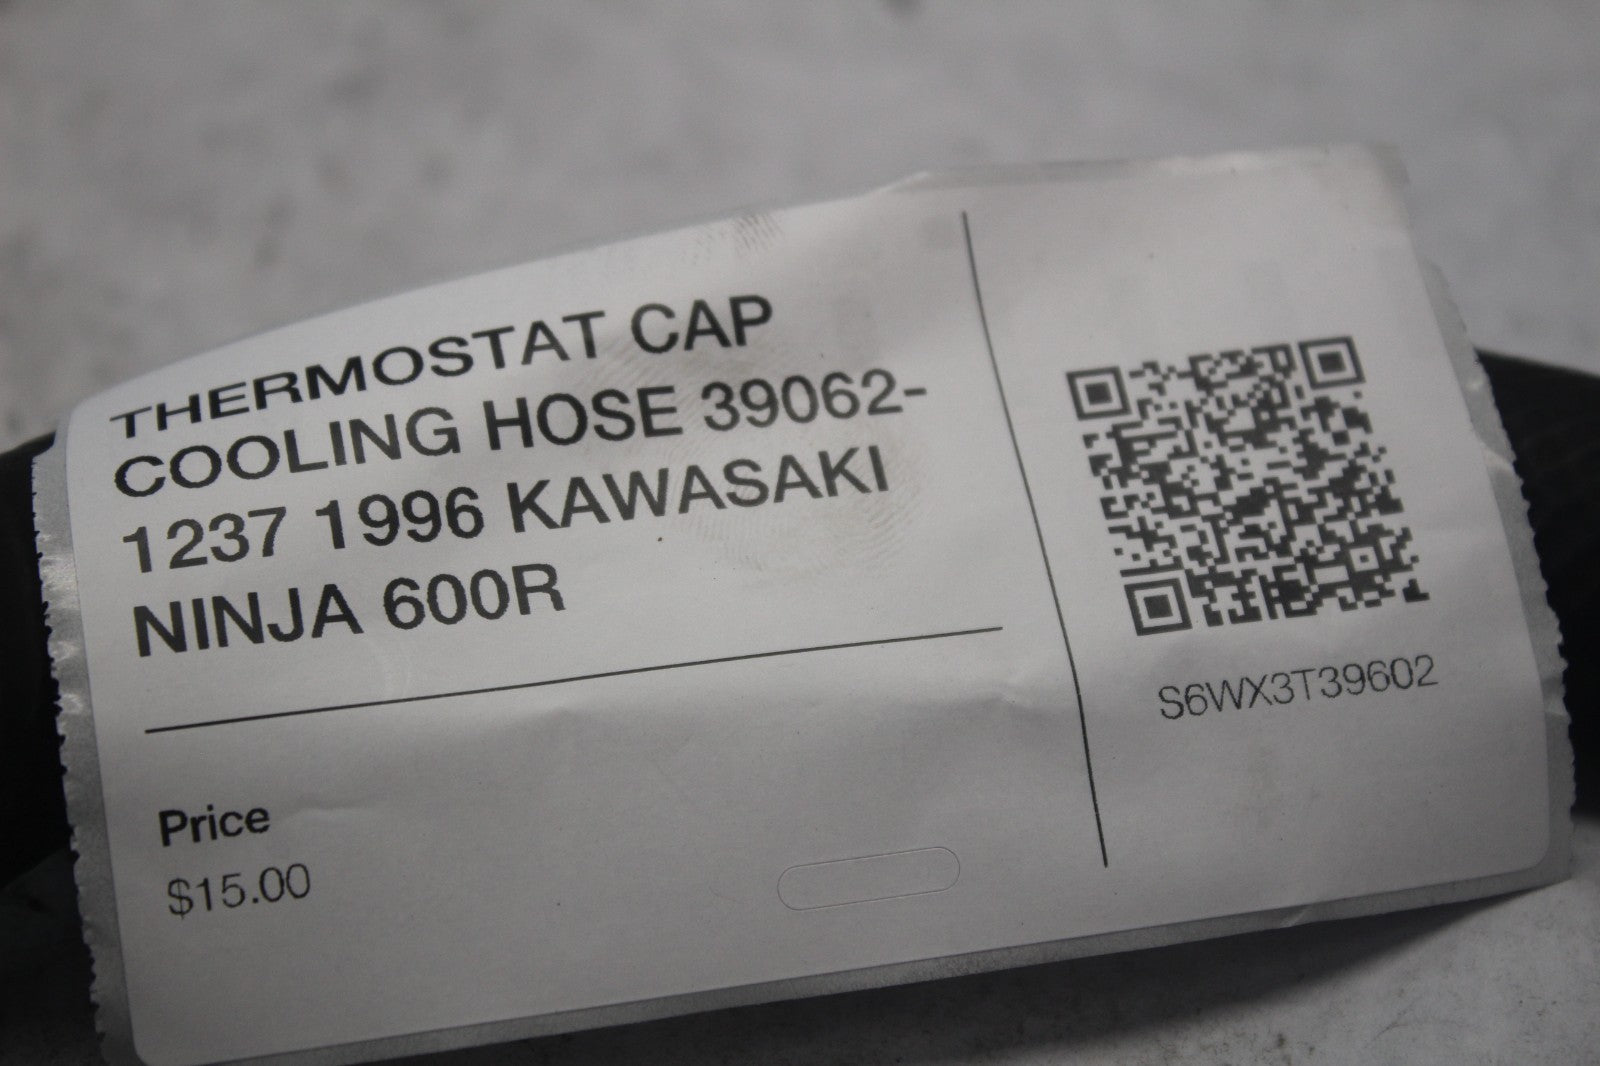 THERMOSTAT CAP
COOLING HOSE 39062-
1237 1996 KAWASAKI
NINJA 600R
Price
$15.00
S6WX3T39602